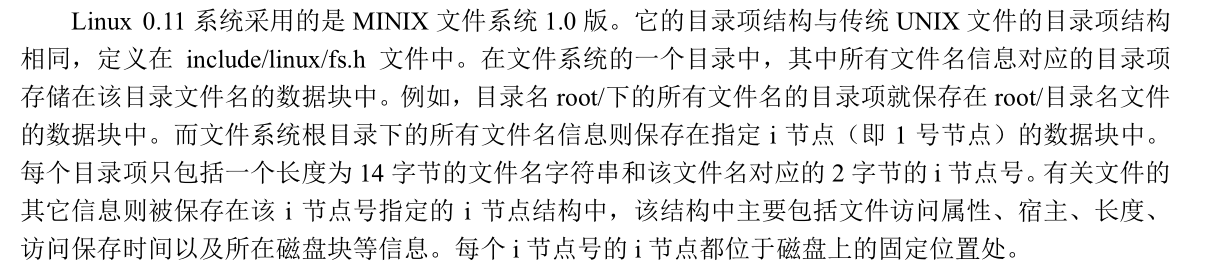 Linux 0.11 系统采用的是 MINIX 文件系统 1.0 版。它的目录项结构与传统 UNIX 文件的目录项结构
相同，定义在 include/linux/fs.h 文件中。在文件系统的一个目录中，其中所有文件名信息对应的目录项
存储在该目录文件名的数据块中。例如，目录名 root/下的所有文件名的目录项就保存在 root/目录名文件
的数据块中。而文件系统根目录下的所有文件名信息则保存在指定 i 节点（即 1 号节点）的数据块中。
每个目录项只包括一个长度为 14 字节的文件名字符串和该文件名对应的 2 字节的 i 节点号。有关文件的
其它信息则被保存在该 i 节点号指定的 i 节点结构中，该结构中主要包括文件访问属性、宿主、长度、
访问保存时间以及所在磁盘块等信息。每个 i 节点号的 i 节点都位于磁盘上的固定位置处。